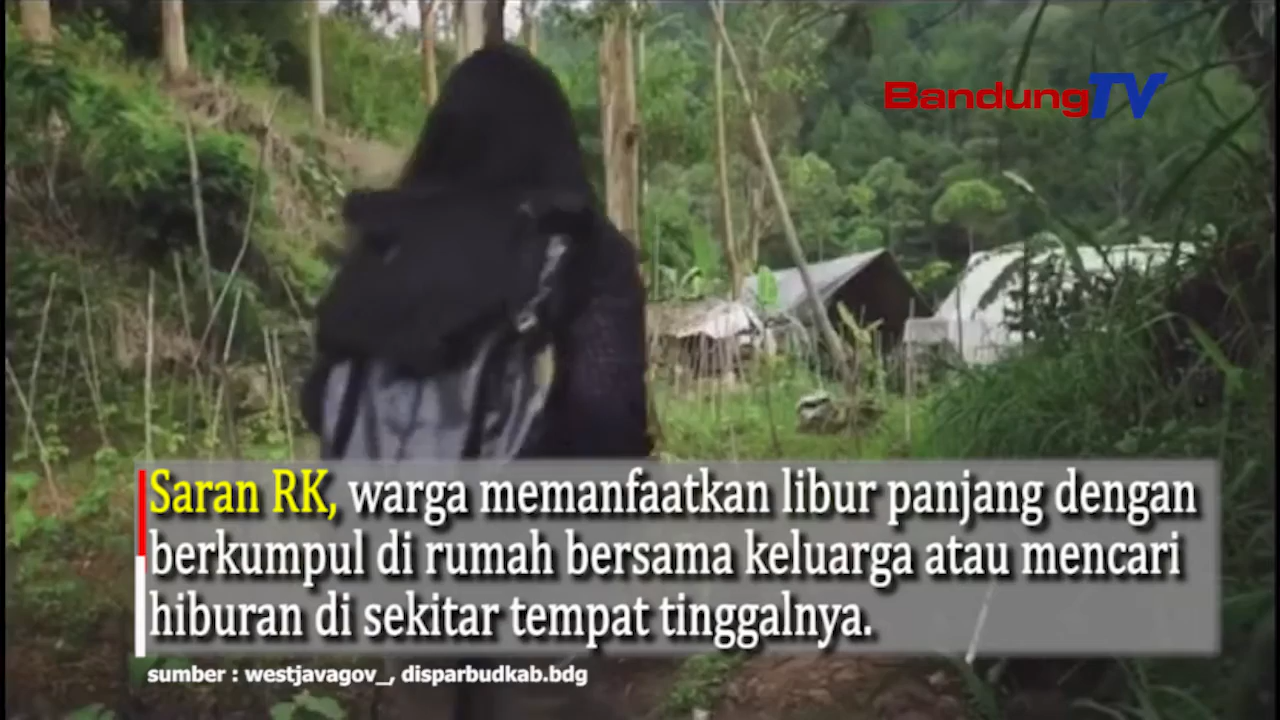 BandungTV
Saran RK, warga memanfaatkan libur panjang dengan
berkumpul di rumah bersama keluarga atau mencari
hiburan di sekitar tempat tinggalnya.
sumber : westjavagov_, disparbudkab.bdg